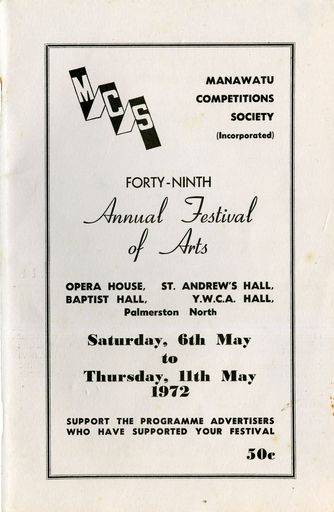 MCS
MANAWATU
COMPETITIONS
SOCIETY
(Incorporated)
FORTY-NINTH
Annual Festival
of Arts
OPERA HOUSE, ST. ANDREW'S HALL,
BAPTIST HALL, Y.W.C.A. HALL,
Palmerston North
Saturday, 6th May
to
Thursday, 11th May
1972
SUPPORT THE PROGRAMME ADVERTISERS
WHO HAVE SUPPORTED YOUR FESTIVAL
50c